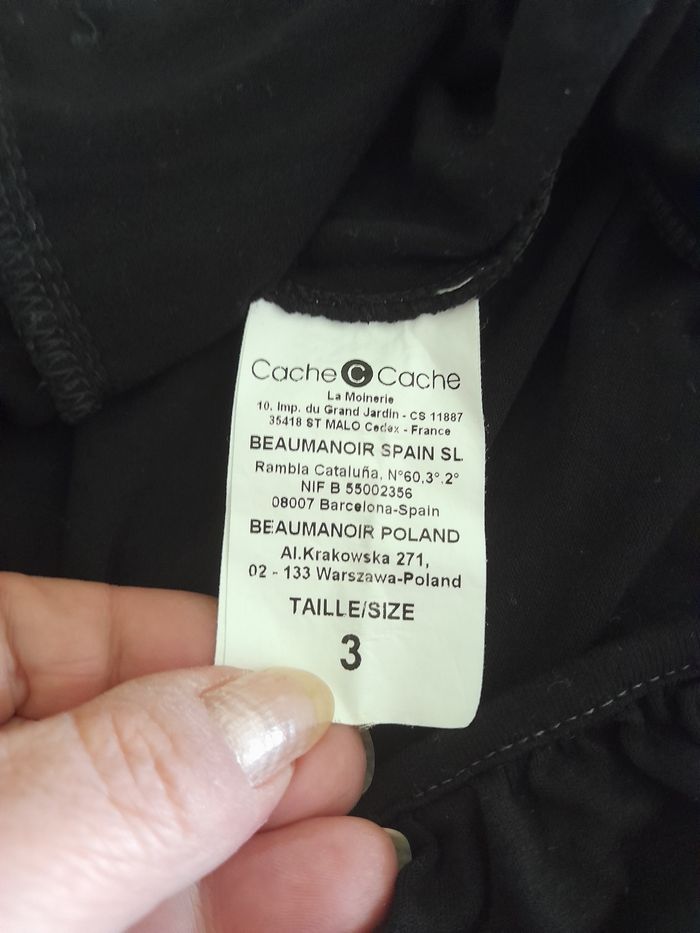 Cache C Cache
La Moinerie
10. Imp. du Grand Jardin - CS 11887
35418 ST MALO Cedex - France
BEAUMANOIR SPAIN SL
Rambla Cataluña, N°60,3°.2°
NIF B 55002356
08007 Barcelona-Spain
BEAUMANOIR POLAND
Al.Krakowska 271,
02 - 133 Warszawa-Poland
TAILLE/SIZE
3